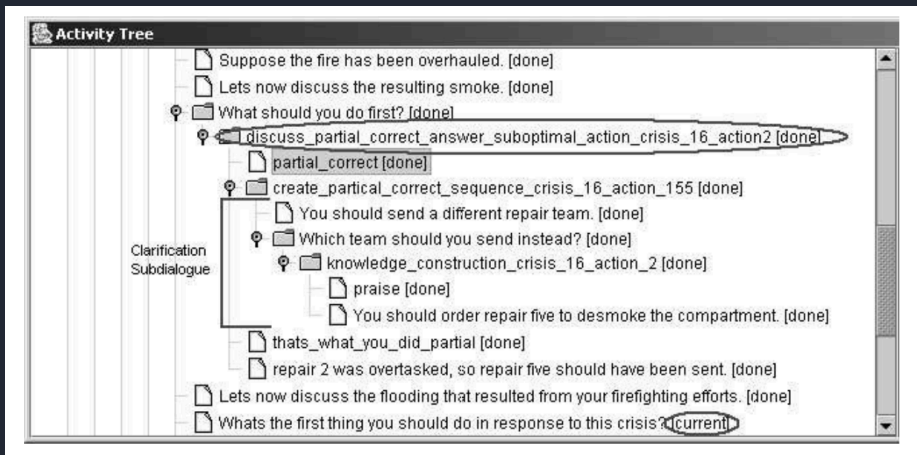 Activity Tree
Suppose the fire has been overhauled. [done]
Lets now discuss the resulting smoke. [done]
What should you do first? [done]
discuss_partial_correct_answer_suboptimal_action_crisis_16_action2 [done]
partial_correct [done]
create_partical_correct_sequence_crisis_16_action_155 [done]
You should send a different repair team. [done]
Which team should you send instead? [done]
Clarification
Subdialogue
knowledge_construction_crisis_16_action_2 [done]
praise [done]
You should order repair five to desmoke the compartment. [done]
thats_what_you_did_partial [done]
repair 2 was overtasked, so repair five should have been sent. [done]
Lets now discuss the flooding that resulted from your firefighting efforts. [done]
Whats the first thing you should do in response to this crisis? [current]